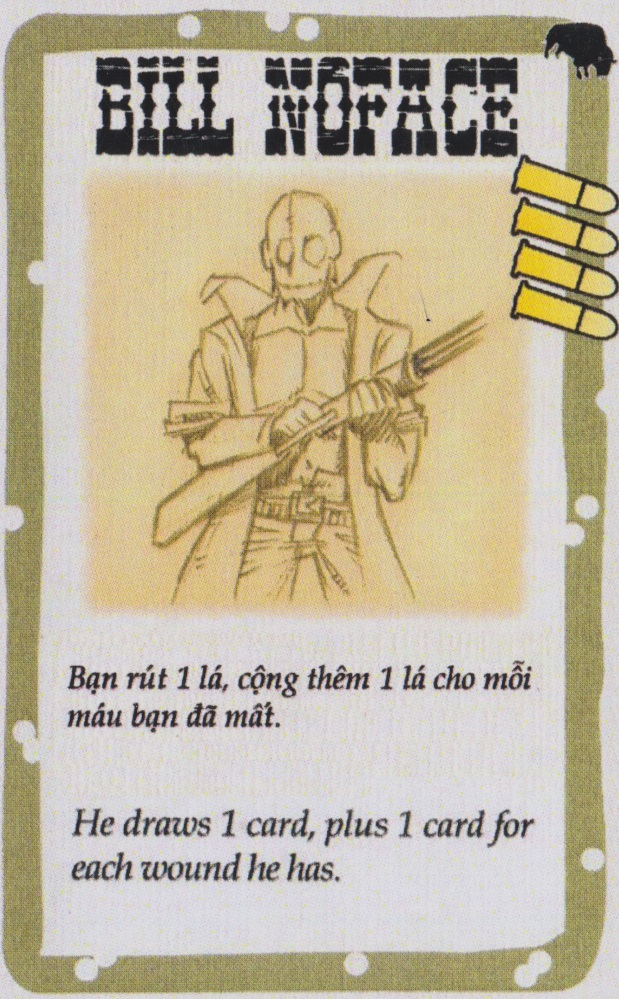 BILL NOFACE
Bạn rút 1 lá, cộng thêm 1 lá cho mỗi
máu bạn đã mất.
He draws 1 card, plus 1 card for
each wound he has.